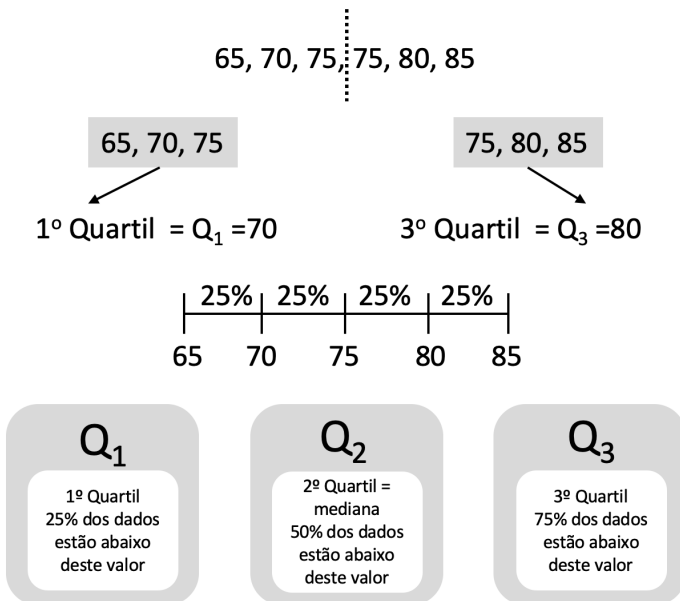 65, 70, 75, 75, 80, 85
65, 70, 75
75, 80, 85
1º Quartil = Q₁ =70
3º Quartil = Q₃ =80
25% 25% 25% 25%
65 70 75 80 85
Q₁
1º Quartil
25% dos dados
estão abaixo
deste valor
Q₂
2º Quartil =
mediana
50% dos dados
estão abaixo
deste valor
Q₃
3º Quartil
75% dos dados
estão abaixo
deste valor